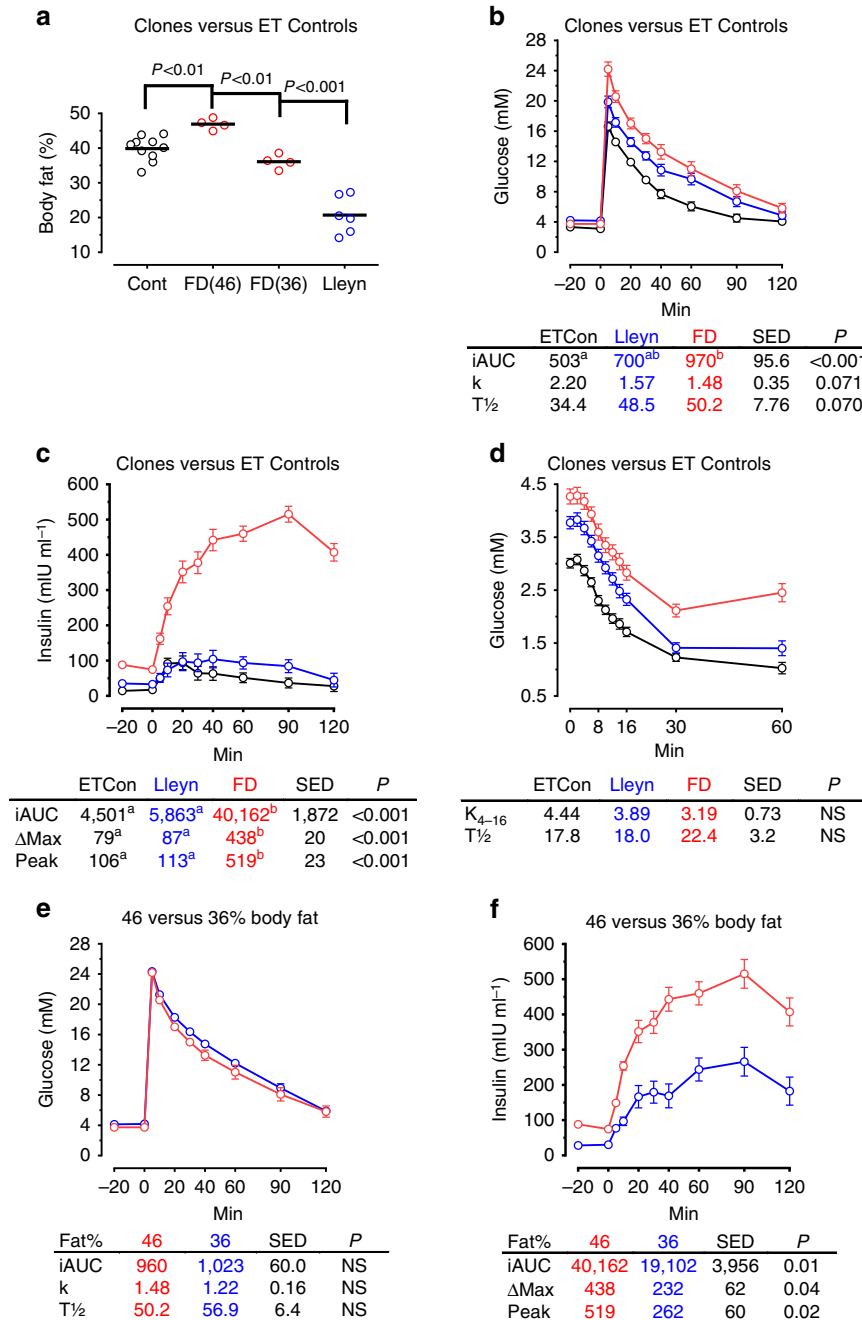 a
Clones versus ET Controls
P<0.01
P<0.01
P<0.001
50
40
30
20
10
Body fat (%)
Cont FD(46) FD(36) Lleyn
b
Clones versus ET Controls
28
24
20
16
12
8
4
0
Glucose (mM)
–20 0 20 40 60 90 120
Min
ETCon Lleyn FD SED P
iAUC 503a 700ab 970b 95.6 <0.001
k 2.20 1.57 1.48 0.35 0.071
T½ 34.4 48.5 50.2 7.76 0.070
c
Clones versus ET Controls
600
500
400
300
200
100
0
Insulin (mIU ml–1)
–20 0 20 40 60 90 120
Min
ETCon Lleyn FD SED P
iAUC 4,501a 5,863a 40,162b 1,872 <0.001
ΔMax 79a 87a 438b 20 <0.001
Peak 106a 113a 519b 23 <0.001
d
Clones versus ET Controls
4.5
3.5
2.5
1.5
0.5
Glucose (mM)
0 8 16 30 60
Min
ETCon Lleyn FD SED P
K4–16 4.44 3.89 3.19 0.73 NS
T½ 17.8 18.0 22.4 3.2 NS
e
46 versus 36% body fat
28
24
20
16
12
8
4
0
Glucose (mM)
–20 0 20 40 60 90 120
Min
Fat% 46 36 SED P
iAUC 960 1,023 60.0 NS
k 1.48 1.22 0.16 NS
T½ 50.2 56.9 6.4 NS
f
46 versus 36% body fat
600
500
400
300
200
100
0
Insulin (mIU ml–1)
–20 0 20 40 60 90 120
Min
Fat% 46 36 SED P
iAUC 40,162 19,102 3,956 0.01
ΔMax 438 232 62 0.04
Peak 519 262 60 0.02